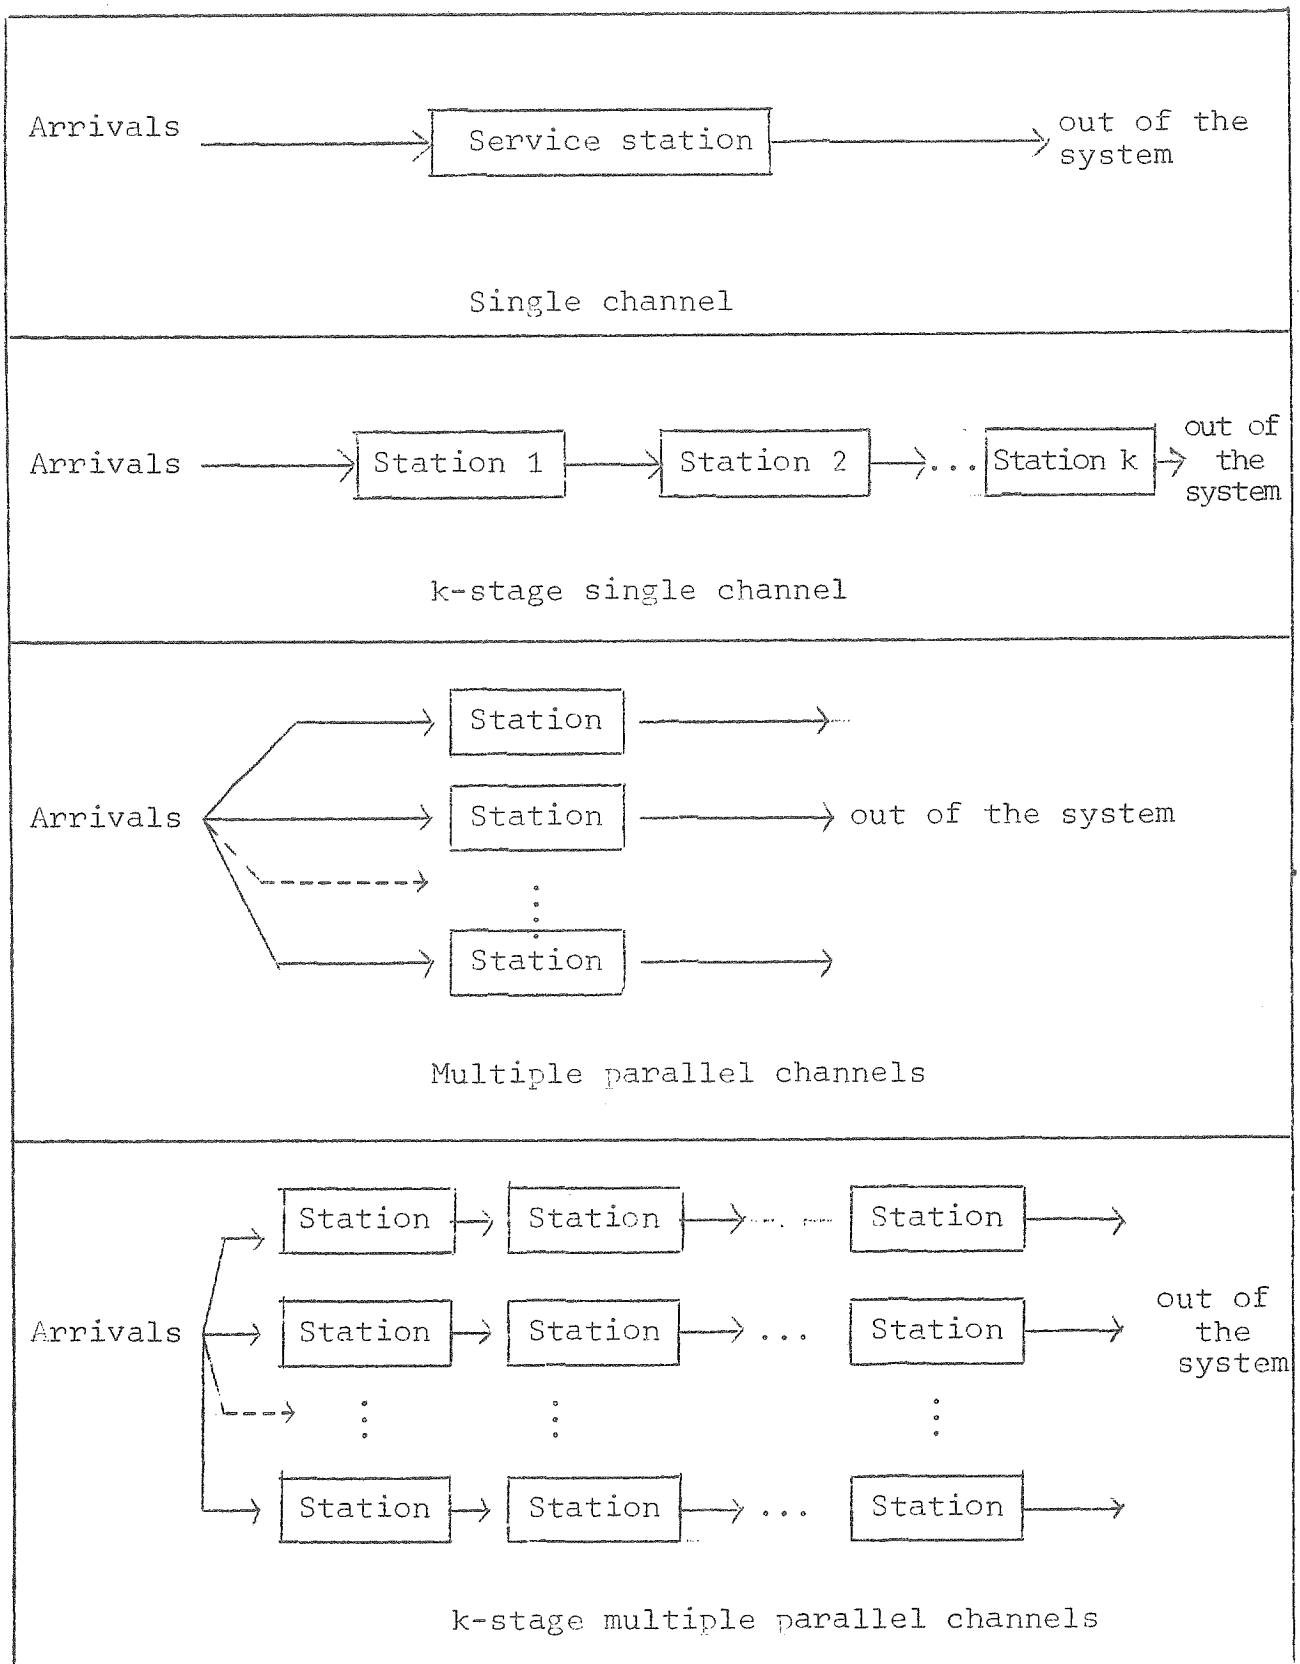 Arrivals
Service station
out of the
system
Single channel
Arrivals
Station 1
Station 2
...
Station k
out of
the
system
k-stage single channel
Station
Arrivals
Station
out of the system
Station
Multiple parallel channels
Station
Station
Station
Arrivals
Station
Station
...
Station
out of
the
system
Station
Station
...
Station
k-stage multiple parallel channels